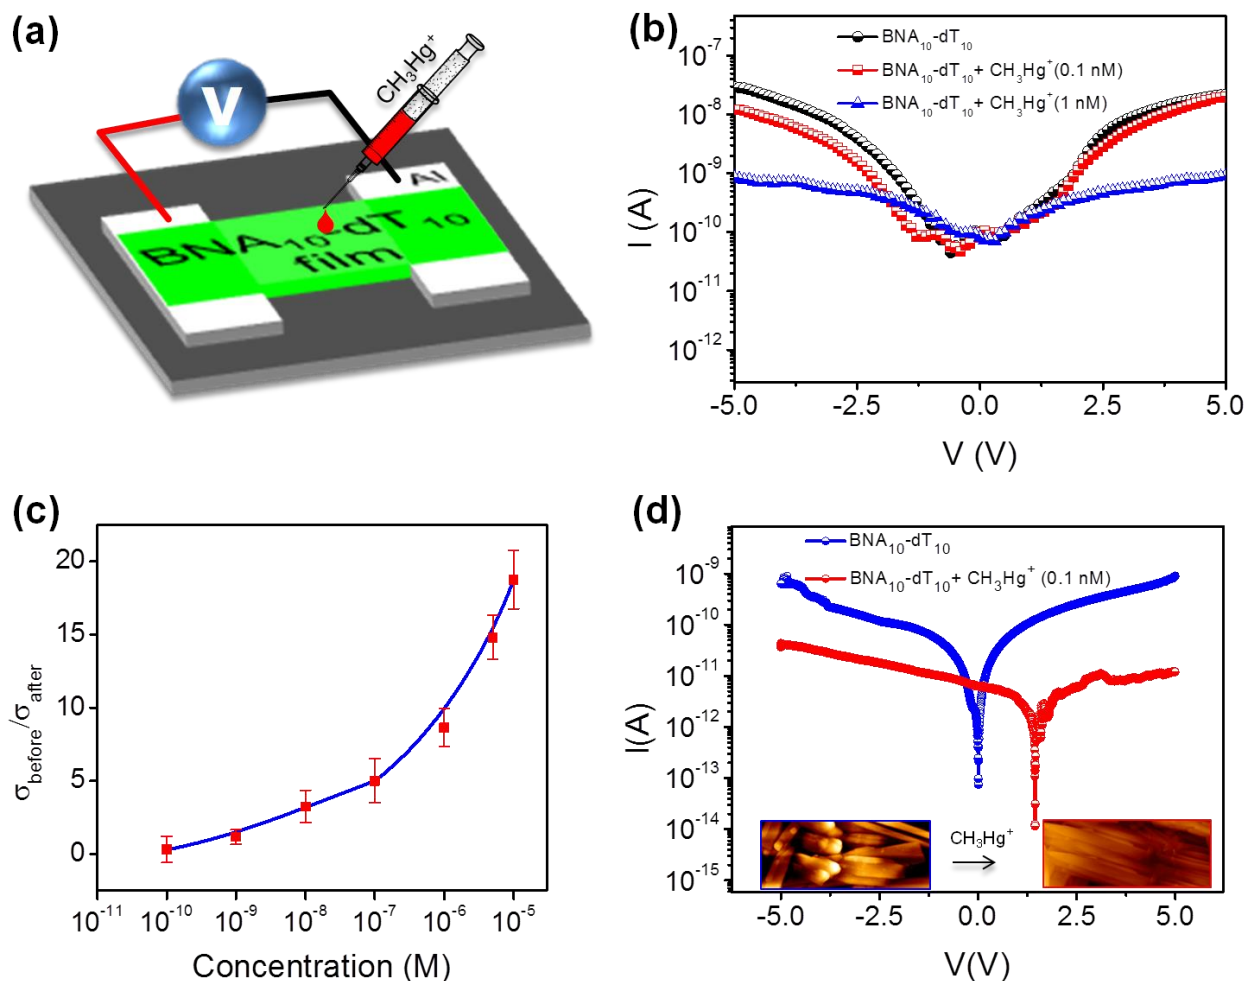 (a)
V
CH₃Hg⁺
Al
BNA₁₀-dT₁₀
film
(b)
BNA₁₀-dT₁₀
BNA₁₀-dT₁₀+ CH₃Hg⁺(0.1 nM)
BNA₁₀-dT₁₀+ CH₃Hg⁺(1 nM)
I (A)
10⁻⁷
10⁻⁸
10⁻⁹
10⁻¹⁰
10⁻¹¹
10⁻¹²
-5.0 -2.5 0.0 2.5 5.0
V (V)
(c)
σbefore/σafter
20
15
10
5
0
10⁻¹¹ 10⁻¹⁰ 10⁻⁹ 10⁻⁸ 10⁻⁷ 10⁻⁶ 10⁻⁵
Concentration (M)
(d)
BNA₁₀-dT₁₀
BNA₁₀-dT₁₀+ CH₃Hg⁺ (0.1 nM)
I(A)
10⁻⁹
10⁻¹⁰
10⁻¹¹
10⁻¹²
10⁻¹³
10⁻¹⁴
10⁻¹⁵
CH₃Hg⁺
-5.0 -2.5 0.0 2.5 5.0
V(V)